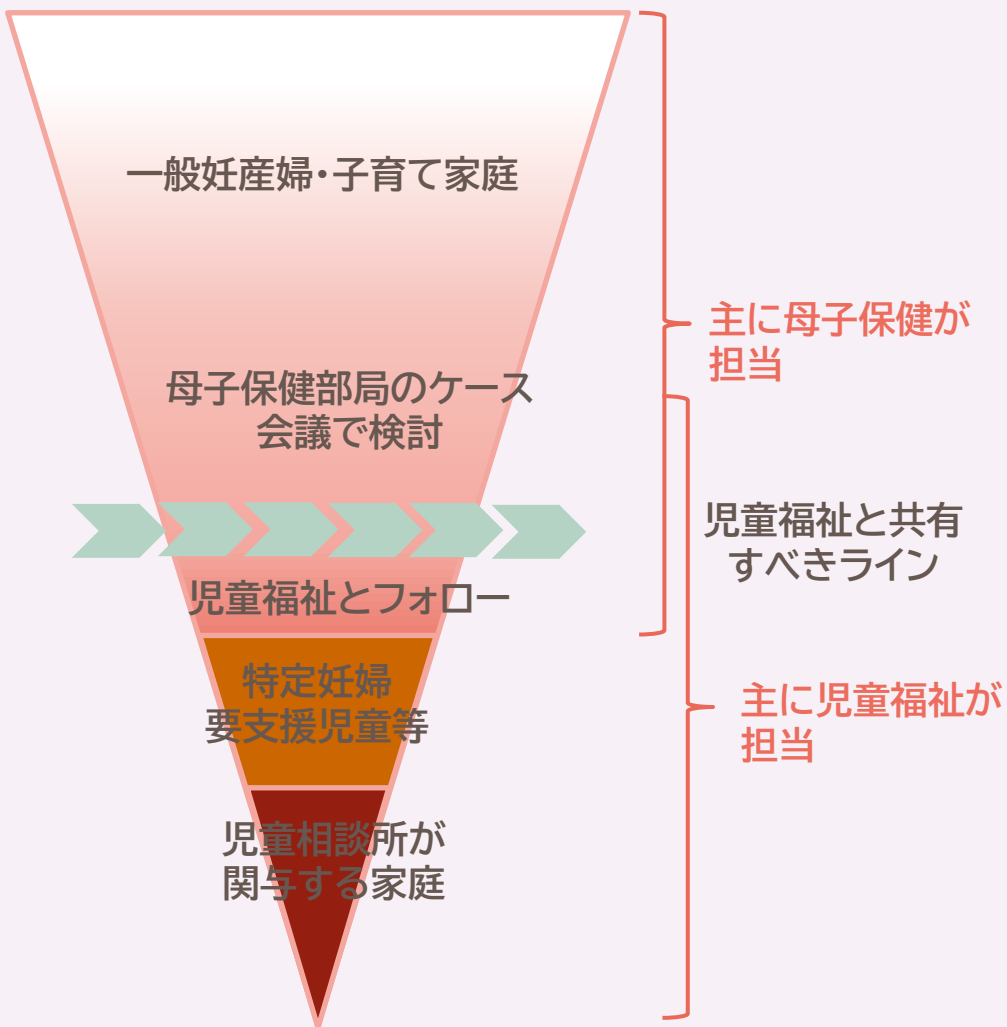 一般妊産婦・子育て家庭
主に母子保健が
担当
母子保健部局のケース
会議で検討
児童福祉と共有
すべきライン
児童福祉とフォロー
特定妊婦
要支援児童等
主に児童福祉が
担当
児童相談所が
関与する家庭